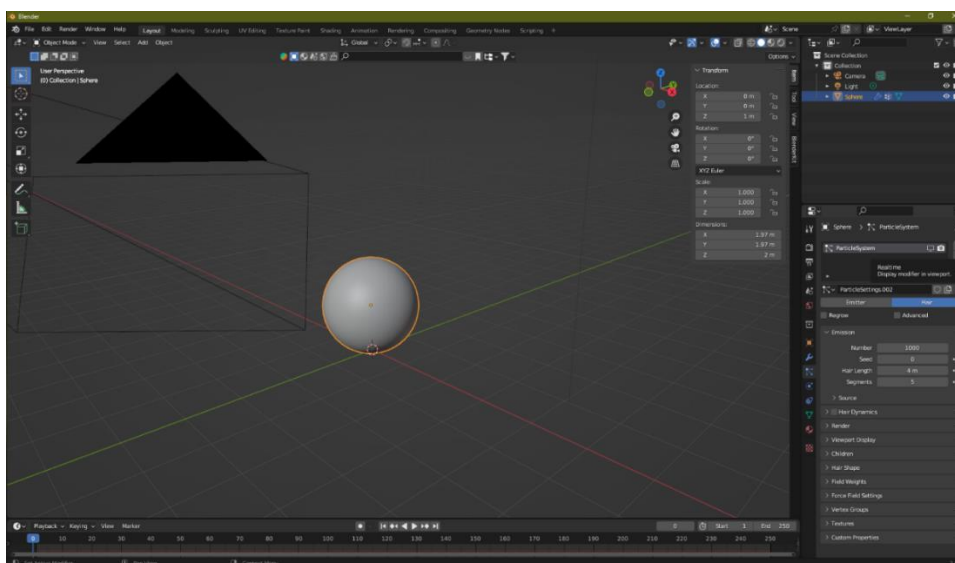 Blender
File Edit Render Window Help Layout Modeling Sculpting UV Editing Texture Paint Shading Animation Rendering Compositing Geometry Nodes Scripting + Scene ViewLayer
Object Mode View Select Add Object Global
Options
User Perspective
(0) Collection | Sphere
Transform
Location:
X 0 m
Y 0 m
Z 1 m
Rotation:
X 0°
Y 0°
Z 0°
XYZ Euler
Scale:
X 1.000
Y 1.000
Z 1.000
Dimensions:
X 1.97 m
Y 1.97 m
Z 2 m
Item
Tool
View
Scene Collection
Collection
Camera
Light
Sphere
Sphere > ParticleSystem
ParticleSystem
Realtime
Display modifier in viewport.
ParticleSettings.002
Emitter Hair
Regrow Advanced
Emission
Number 1000
Seed 0
Hair Length 4 m
Segments 5
Source
Hair Dynamics
Render
Viewport Display
Children
Hair Shape
Field Weights
Force Field Settings
Vertex Groups
Textures
Custom Properties
Playback Keying View Marker 0 Start 1 End 250
0 10 20 30 40 50 60 70 80 90 100 110 120 130 140 150 160 170 180 190 200 210 220 230 240 250